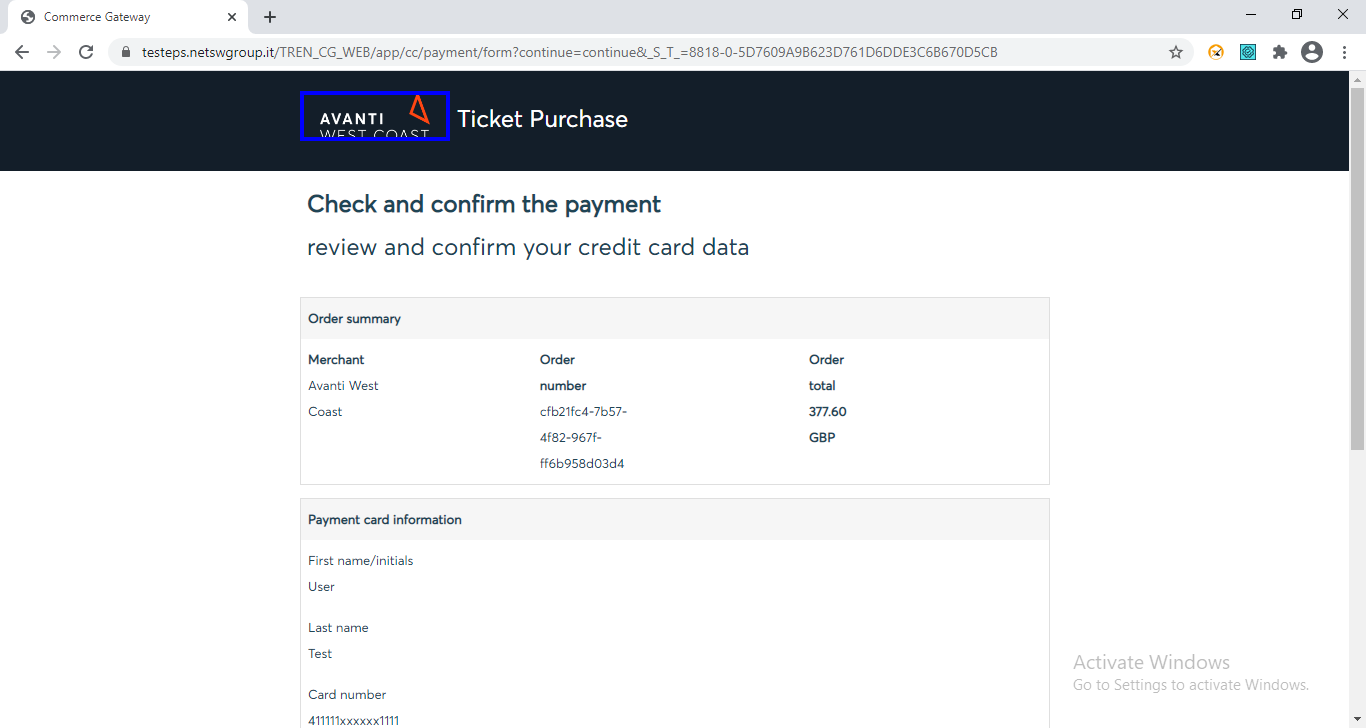 Commerce Gateway
testeps.netswgroup.it/TREN_CG_WEB/app/cc/payment/form?continue=continue&_S_T_=8818-0-5D7609A9B623D761D6DDE3C6B670D5CB
AVANTI
WEST COAST
Ticket Purchase
Check and confirm the payment
review and confirm your credit card data
Order summary
Merchant
Avanti West
Coast
Order
number
cfb21fc4-7b57-
4f82-967f-
ff6b958d03d4
Order
total
377.60
GBP
Payment card information
First name/initials
User
Last name
Test
Card number
411111xxxxxx1111
Activate Windows
Go to Settings to activate Windows.